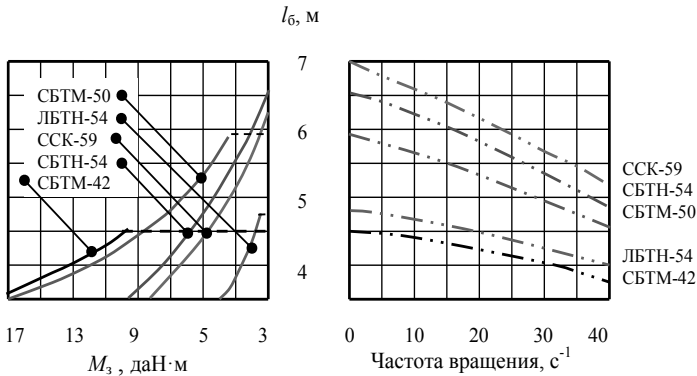 lб, м
СБТМ-50
ЛБТН-54
ССК-59
СБТН-54
СБТМ-42
7
6
5
4
17 13 9 5 3
Mз , даН·м
ССК-59
СБТН-54
СБТМ-50
ЛБТН-54
СБТМ-42
0 10 20 30 40
Частота вращения, с-1